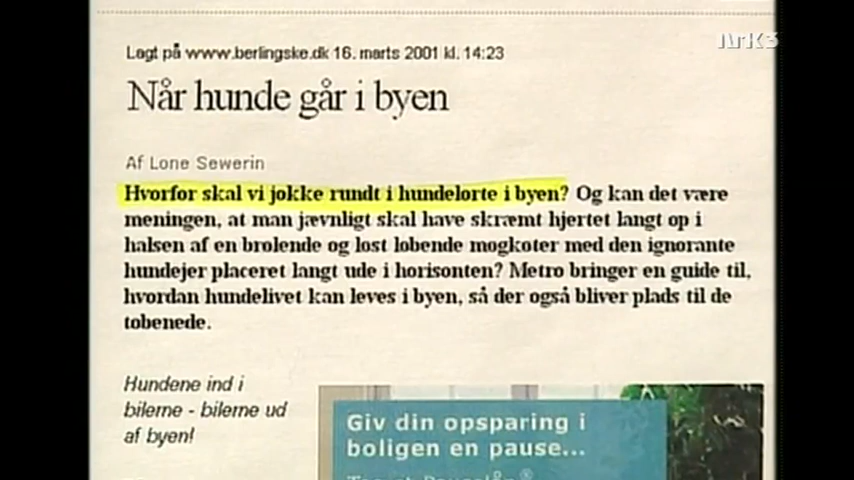 NRK3
Lagt på www.berlingske.dk 16. marts 2001 kl. 14:23
Når hunde går i byen
Af Lone Sewerin
Hvorfor skal vi jokke rundt i hundelorte i byen? Og kan det være
meningen, at man jævnligt skal have skræmt hjertet langt op i
halsen af en brølende og løst løbende møgkøter med den ignorante
hundejer placeret langt ude i horisonten? Metro bringer en guide til,
hvordan hundelivet kan leves i byen, så der også bliver plads til de
tobenede.
Hundene ind i
bilerne - bilerne ud
af byen!
Giv din opsparing i
boligen en pause...